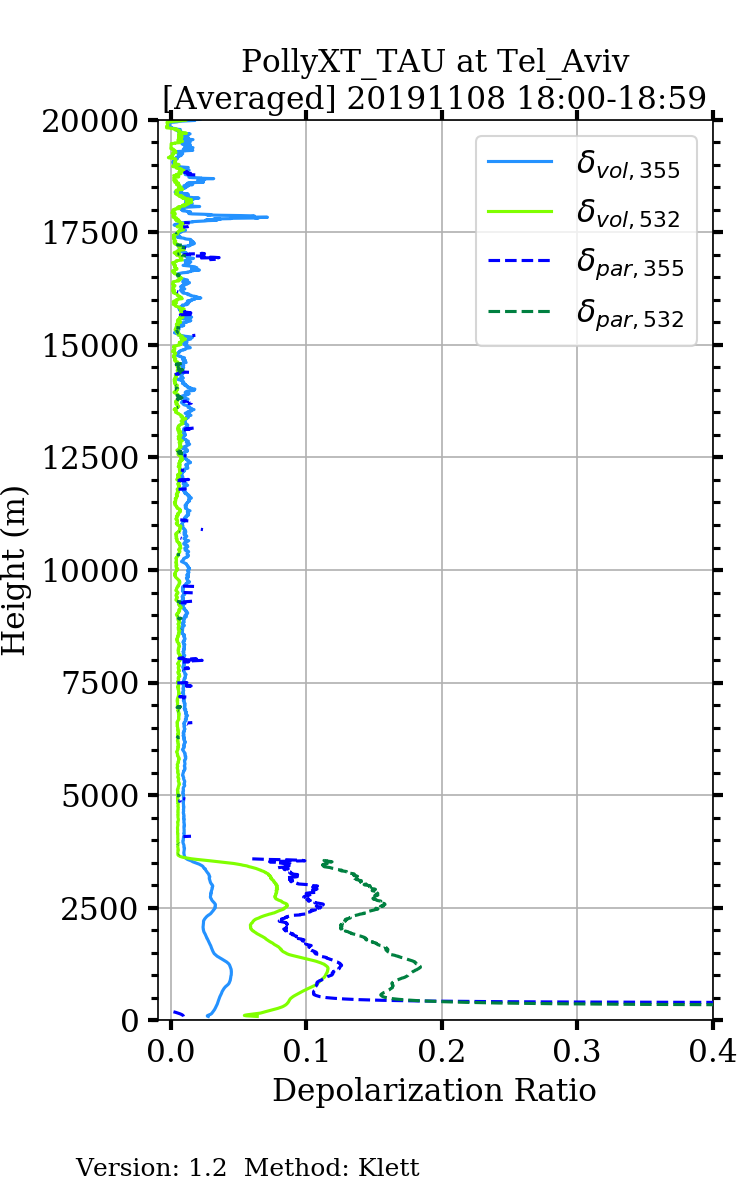 PollyXT_TAU at Tel_Aviv
[Averaged] 20191108 18:00-18:59
20000
17500
15000
12500
10000
7500
5000
2500
0
Height (m)
δvol, 355
δvol, 532
δpar, 355
δpar, 532
0.0 0.1 0.2 0.3 0.4
Depolarization Ratio
Version: 1.2 Method: Klett